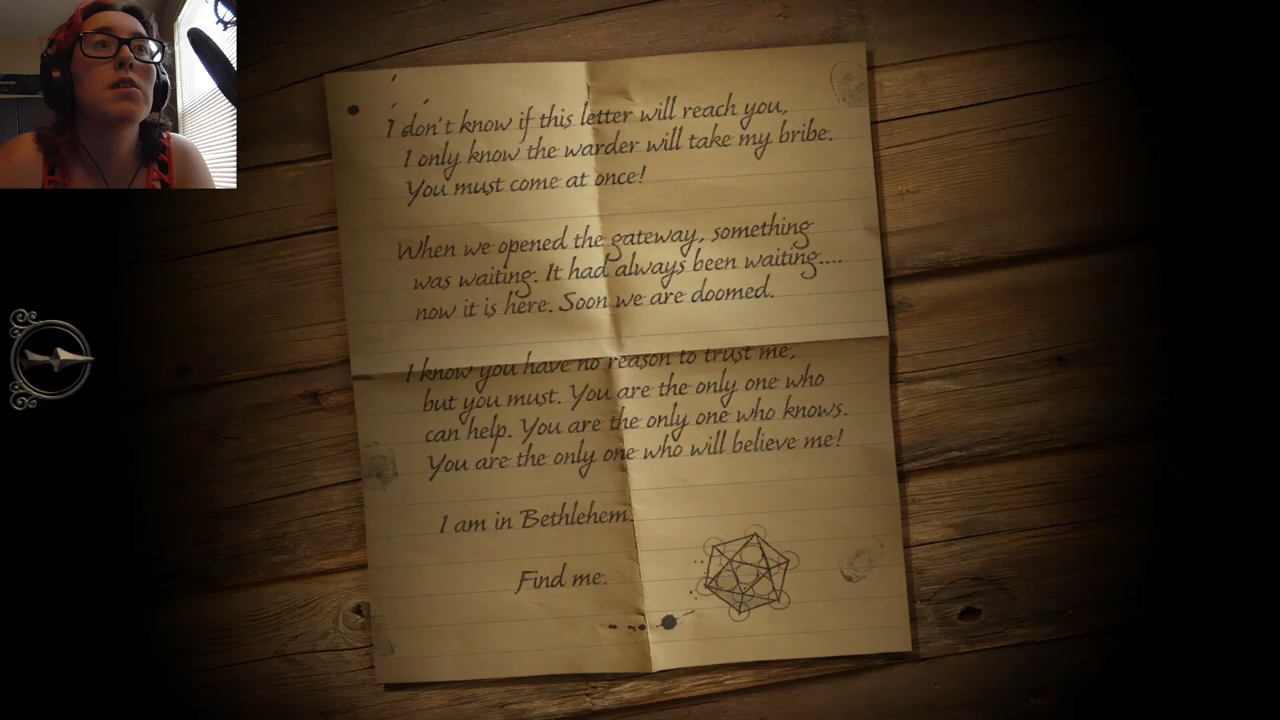 I don't know if this letter will reach you,
I only know the warder will take my bribe.
You must come at once!
When we opened the gateway, something
was waiting. It had always been waiting....
now it is here. Soon we are doomed.
I know you have no reason to trust me,
but you must. You are the only one who
can help. You are the only one who knows.
You are the only one who will believe me!
I am in Bethlehem.
Find me.